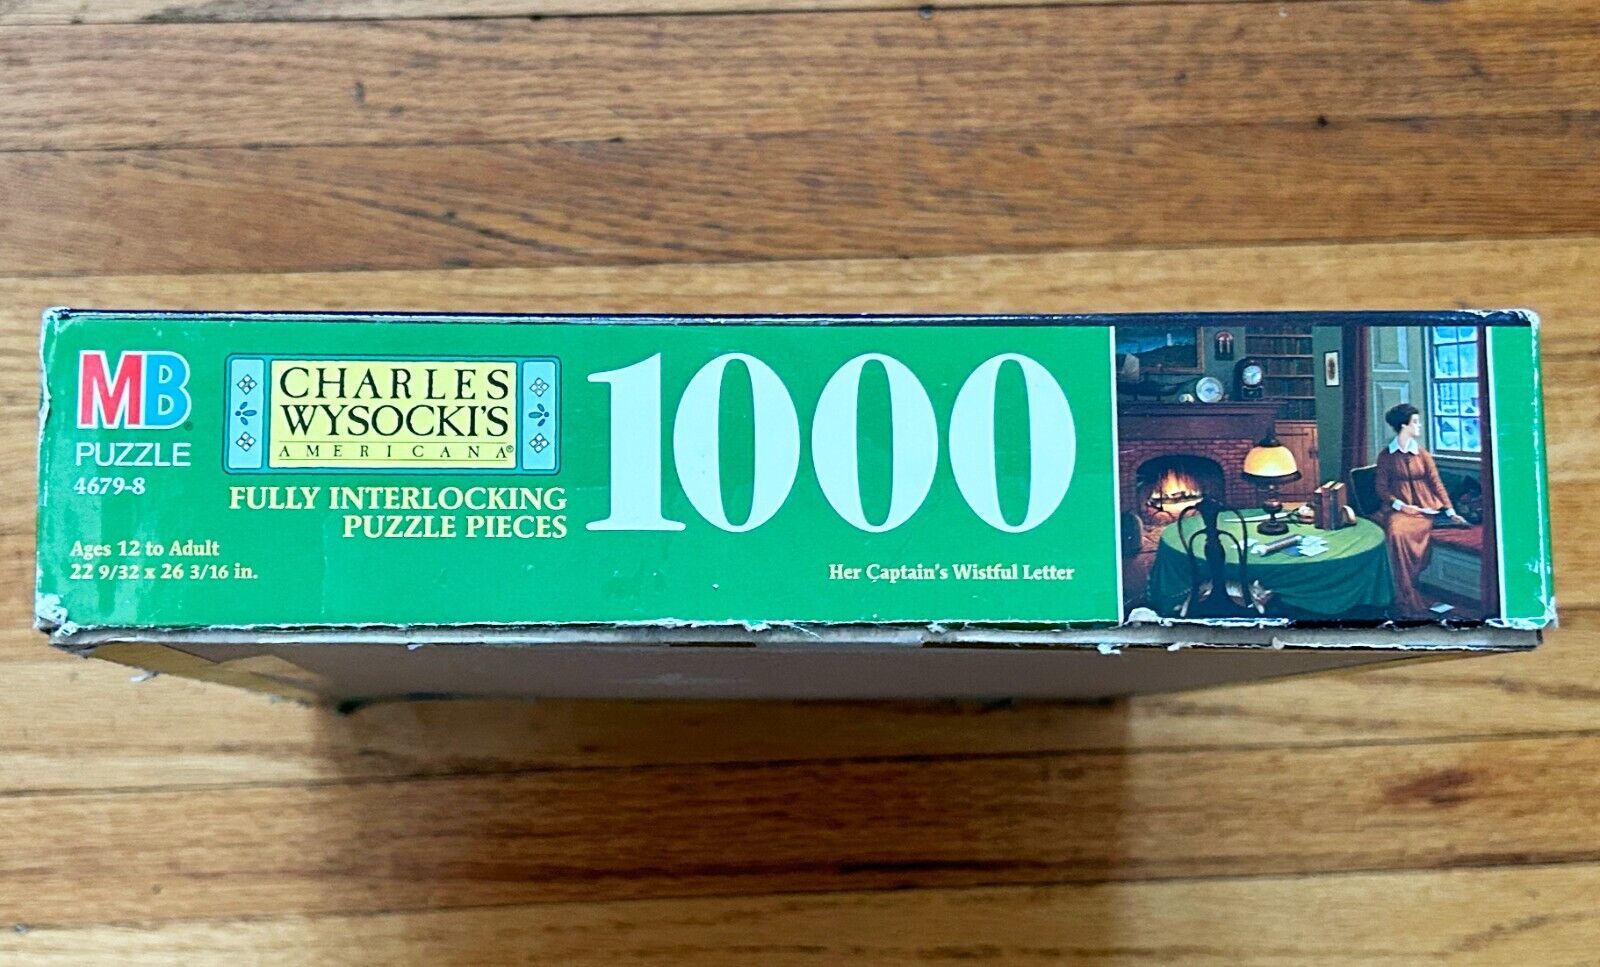 MB
PUZZLE
4679-8
Ages 12 to Adult
22 9/32 x 26 3/16 in.
CHARLES
WYSOCKI'S
AMERICANA®
FULLY INTERLOCKING
PUZZLE PIECES
1000
Her Captain's Wistful Letter